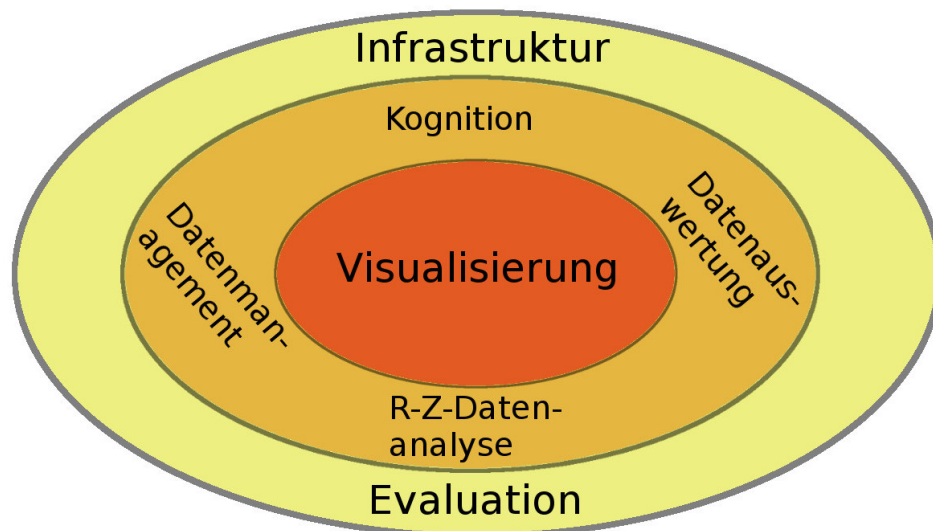 Infrastruktur
Kognition
Datenman-
agement
Visualisierung
Datenaus-
wertung
R-Z-Daten-
analyse
Evaluation